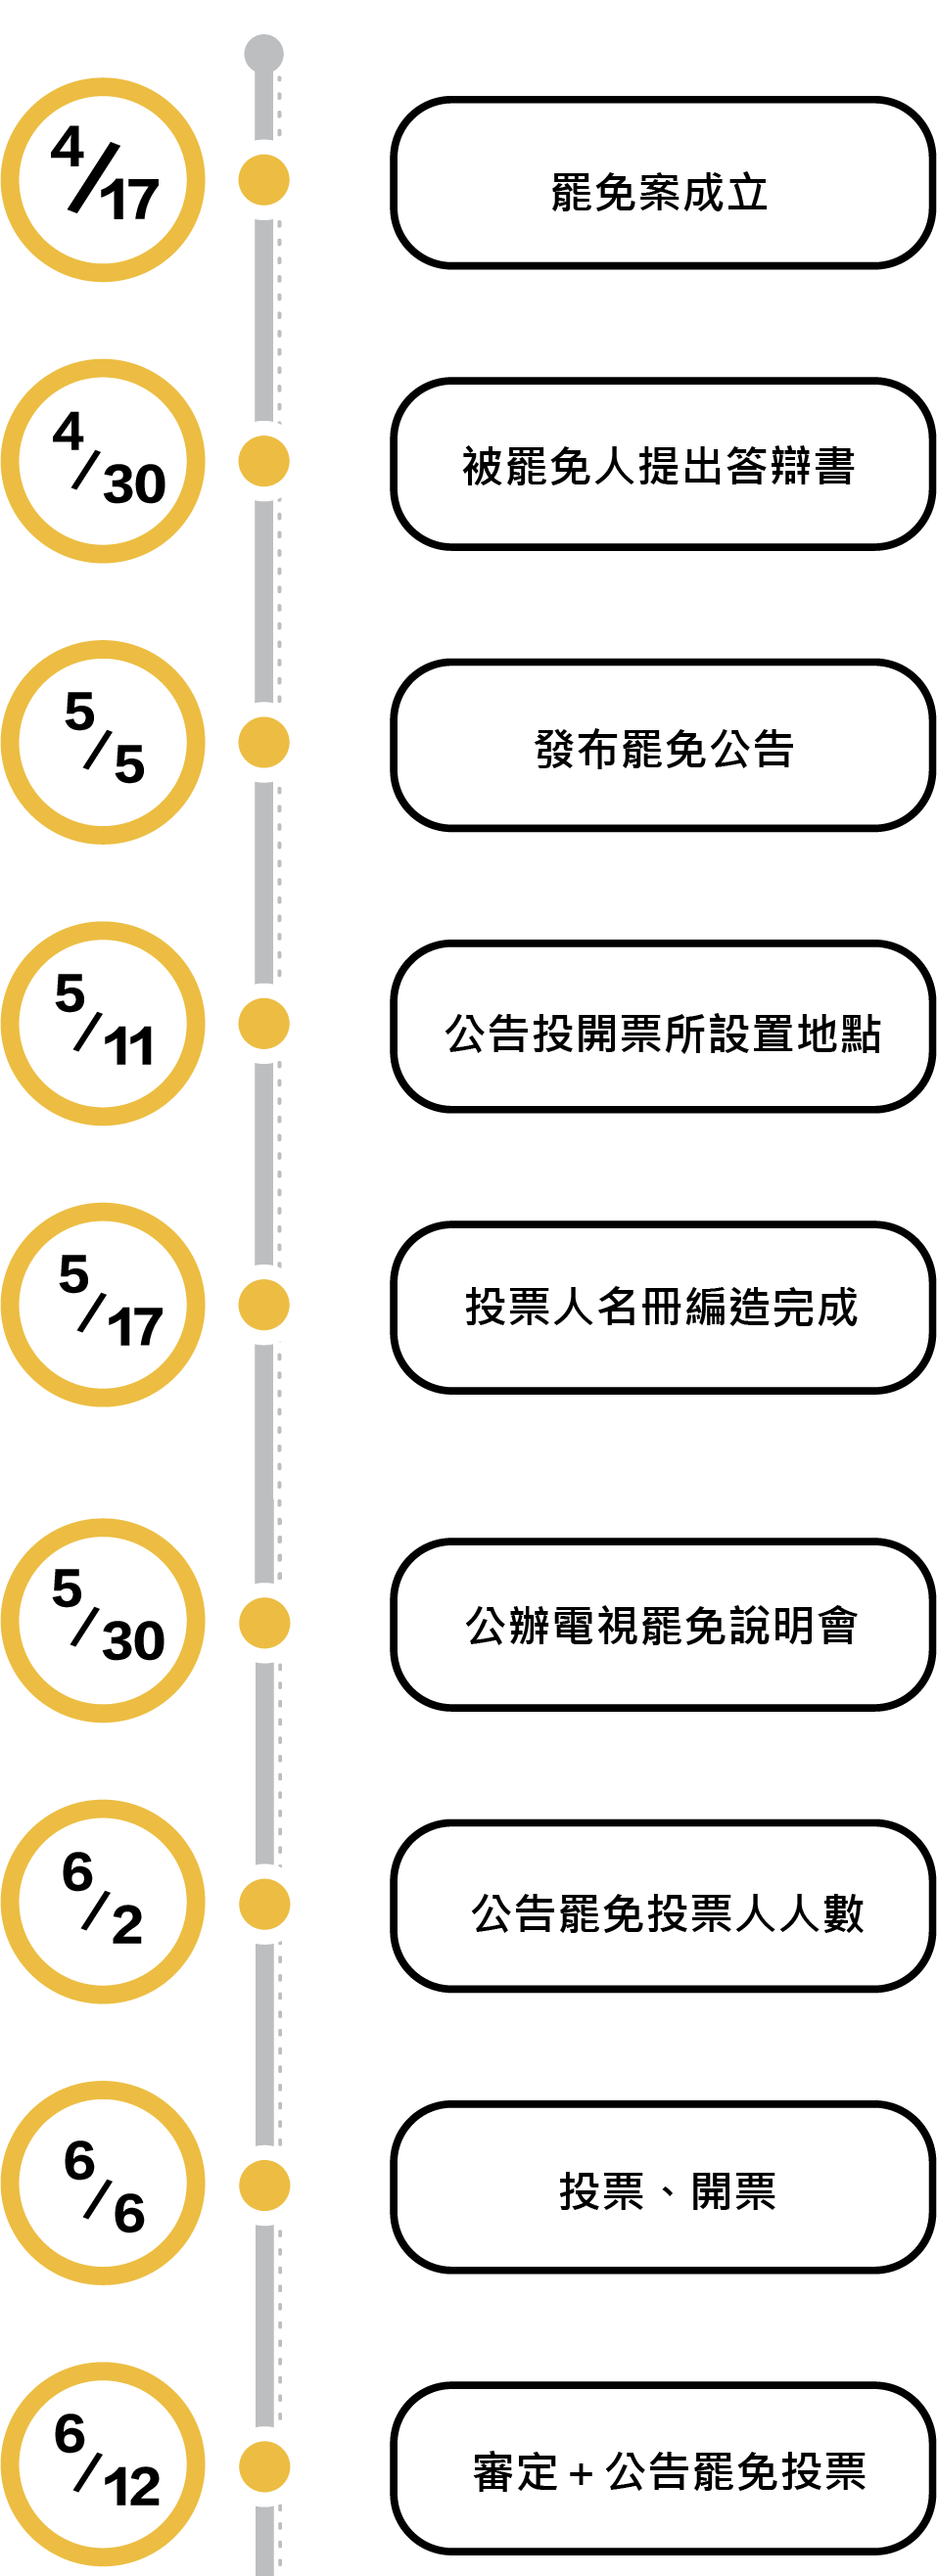 4/17
罷免案成立
4/30
被罷免人提出答辯書
5/5
發布罷免公告
5/11
公告投開票所設置地點
5/17
投票人名冊編造完成
5/30
公辦電視罷免說明會
6/2
公告罷免投票人人數
6/6
投票、開票
6/12
審定+公告罷免投票